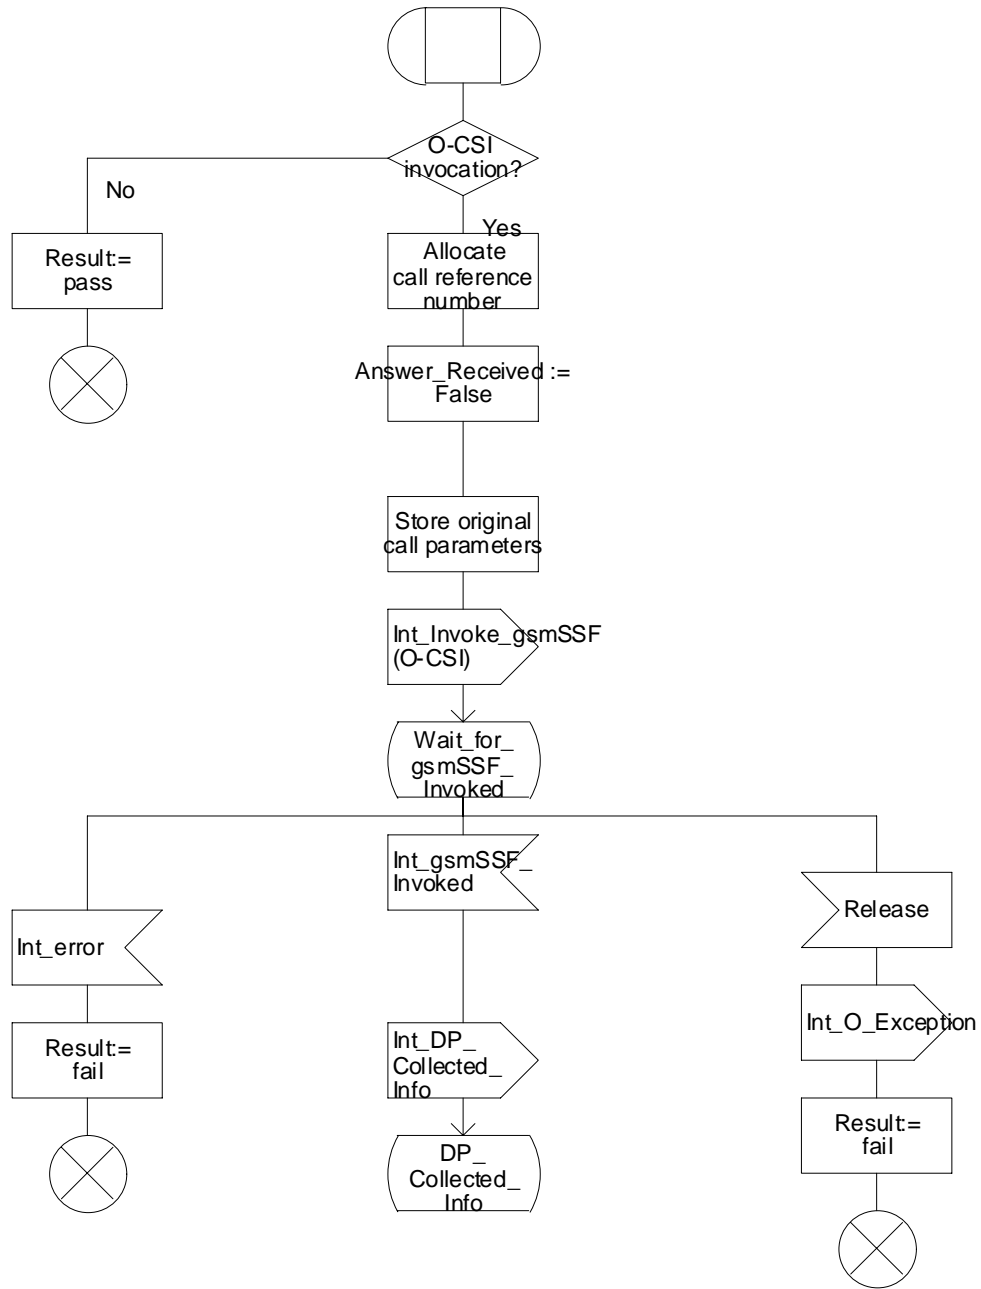 O-CSI
invocation?
No
Yes
Result:=
pass
Allocate
call reference
number
Answer_Received :=
False
Store original
call parameters
Int_Invoke_gsmSSF
(O-CSI)
Wait_for_
gsmSSF_
Invoked
Int_gsmSSF_
Invoked
Release
Int_error
Int_O_Exception
Result:=
fail
Int_DP_
Collected_
Info
Result:=
fail
DP_
Collected_
Info